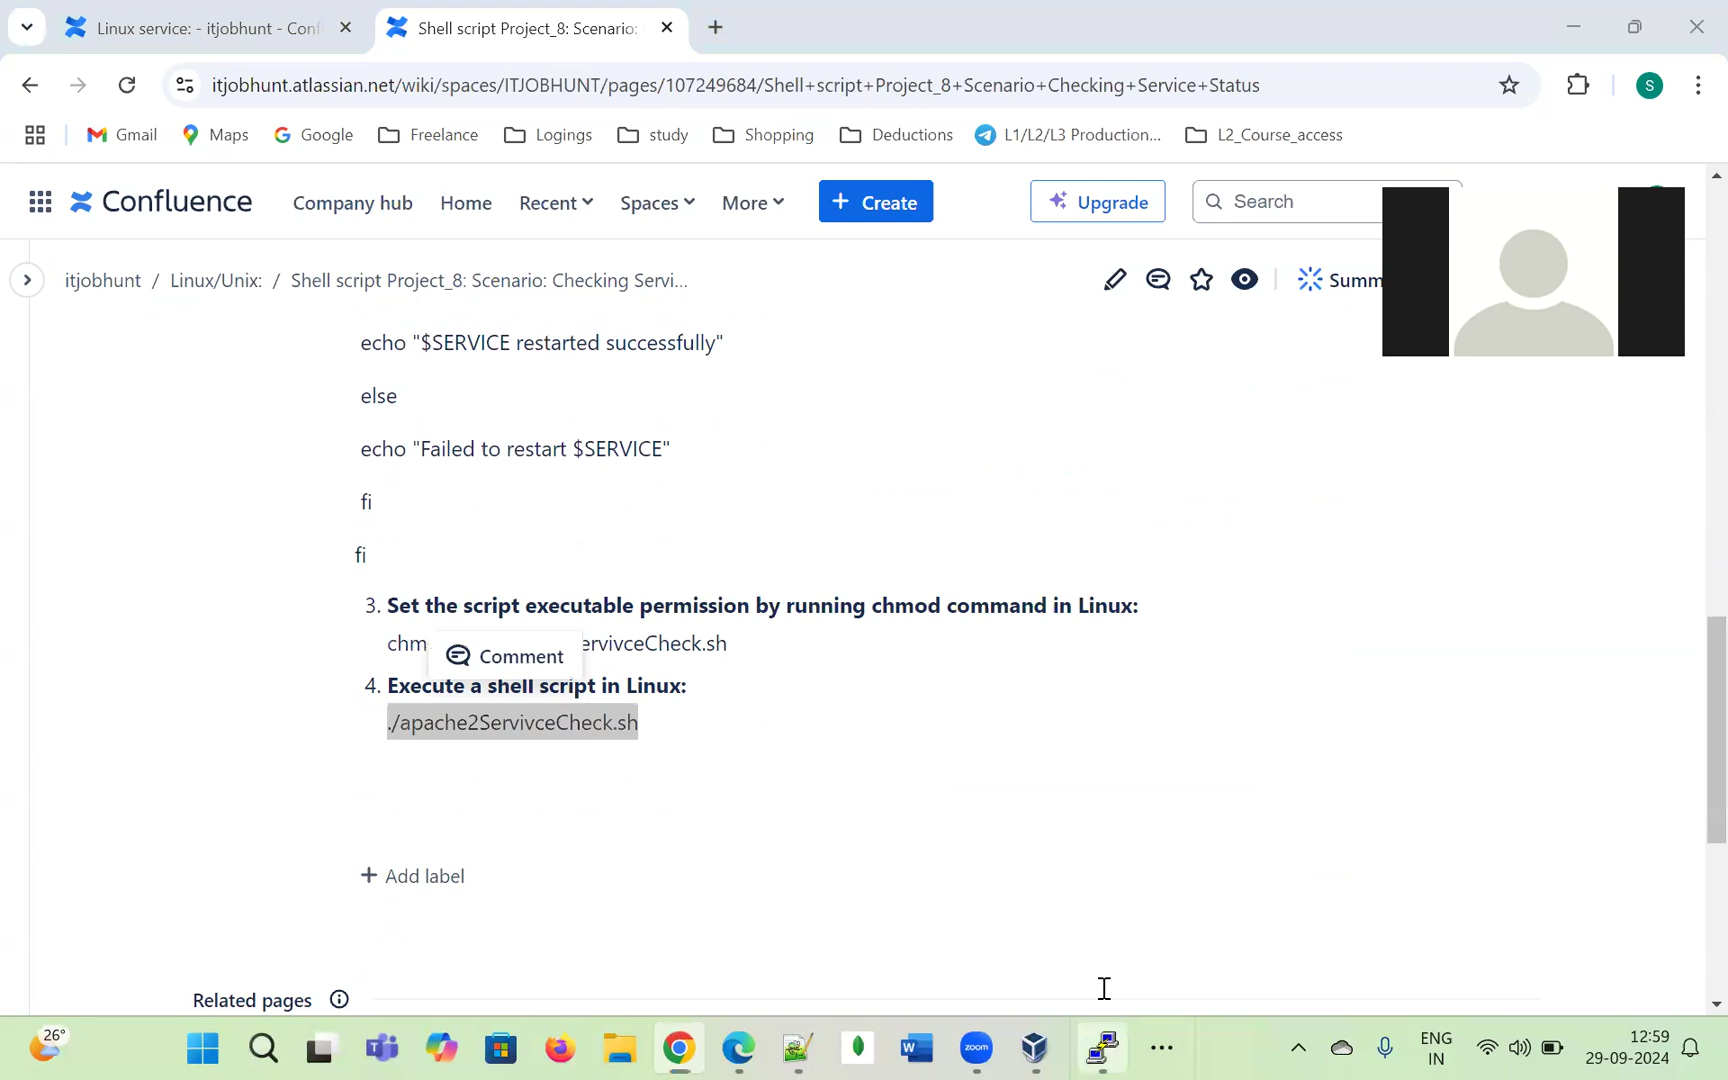 Linux service: - itjobhunt - Conf
Shell script Project_8: Scenario:
itjobhunt.atlassian.net/wiki/spaces/ITJOBHUNT/pages/107249684/Shell+script+Project_8+Scenario+Checking+Service+Status
S
Gmail
Maps
Google
Freelance
Logings
study
Shopping
Deductions
L1/L2/L3 Production...
L2_Course_access
Confluence
Company hub
Home
Recent
Spaces
More
+ Create
Upgrade
Search
itjobhunt / Linux/Unix: / Shell script Project_8: Scenario: Checking Servi...
Summ
echo "$SERVICE restarted successfully"
else
echo "Failed to restart $SERVICE"
fi
fi
3. Set the script executable permission by running chmod command in Linux:
chm
ervivceCheck.sh
Comment
4. Execute a shell script in Linux:
./apache2ServivceCheck.sh
+ Add label
Related pages
26°
zoom
ENG
IN
12:59
29-09-2024